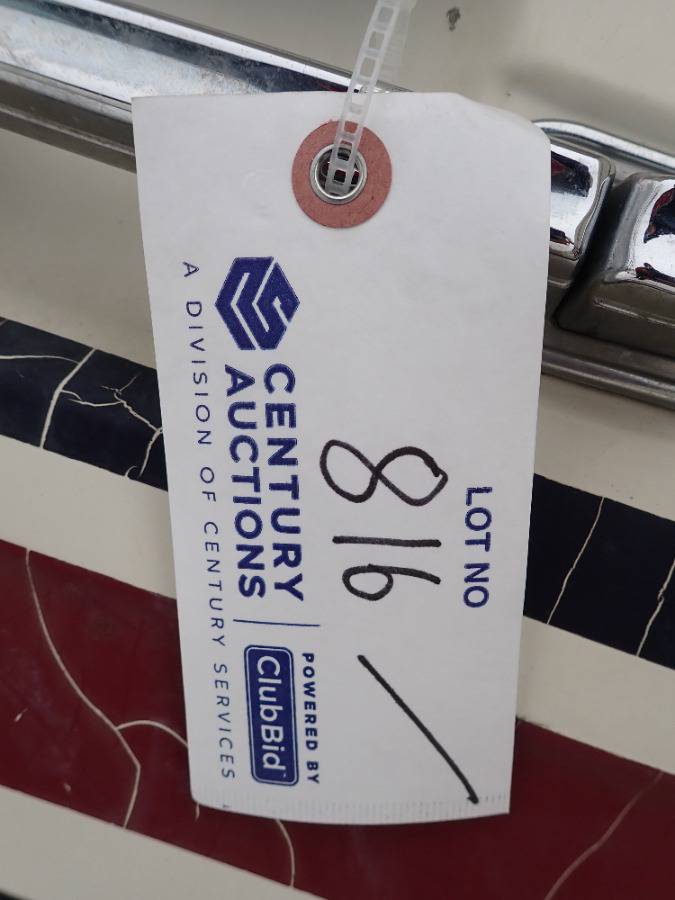 LOT NO
816 /
CENTURY
AUCTIONS
A DIVISION OF CENTURY SERVICES
POWERED BY
ClubBid